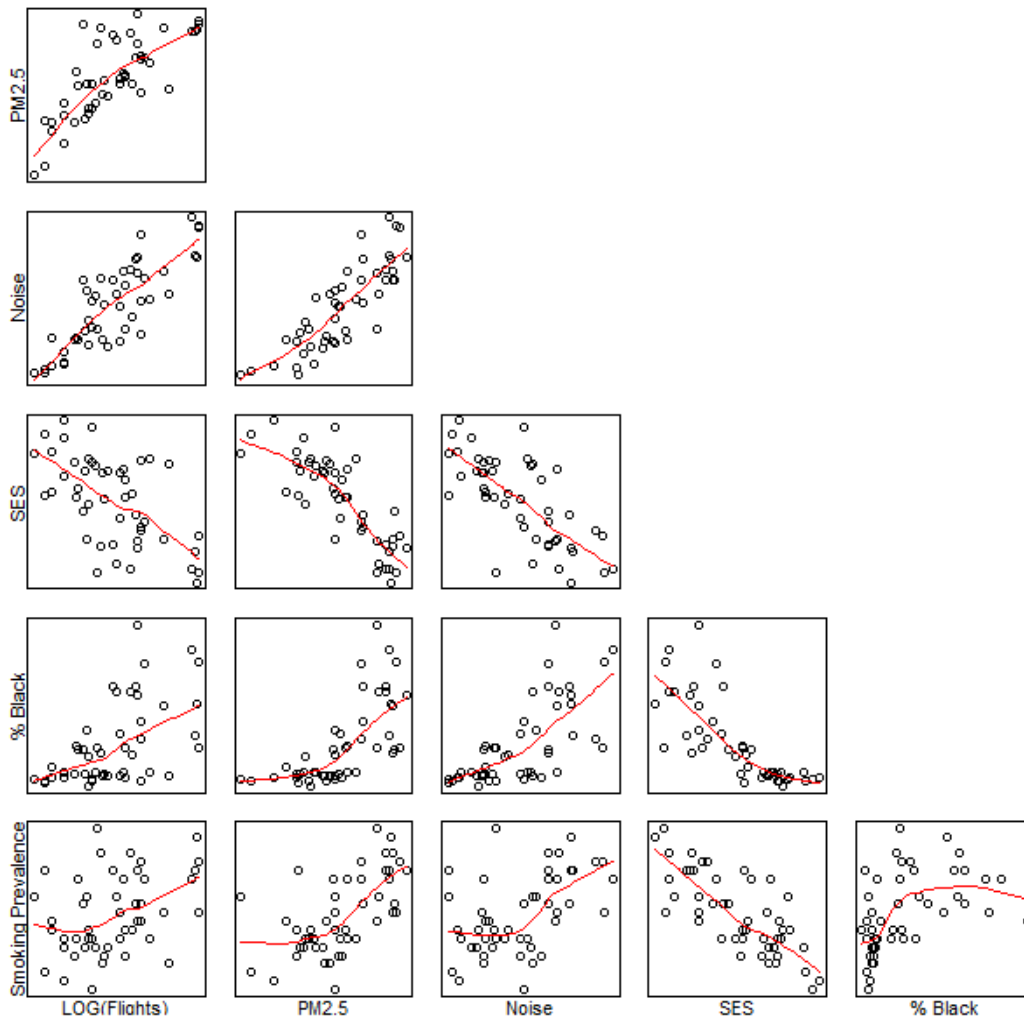 PM2.5
Noise
SES
% Black
Smoking Prevalence
LOG(Flights)
PM2.5
Noise
SES
% Black